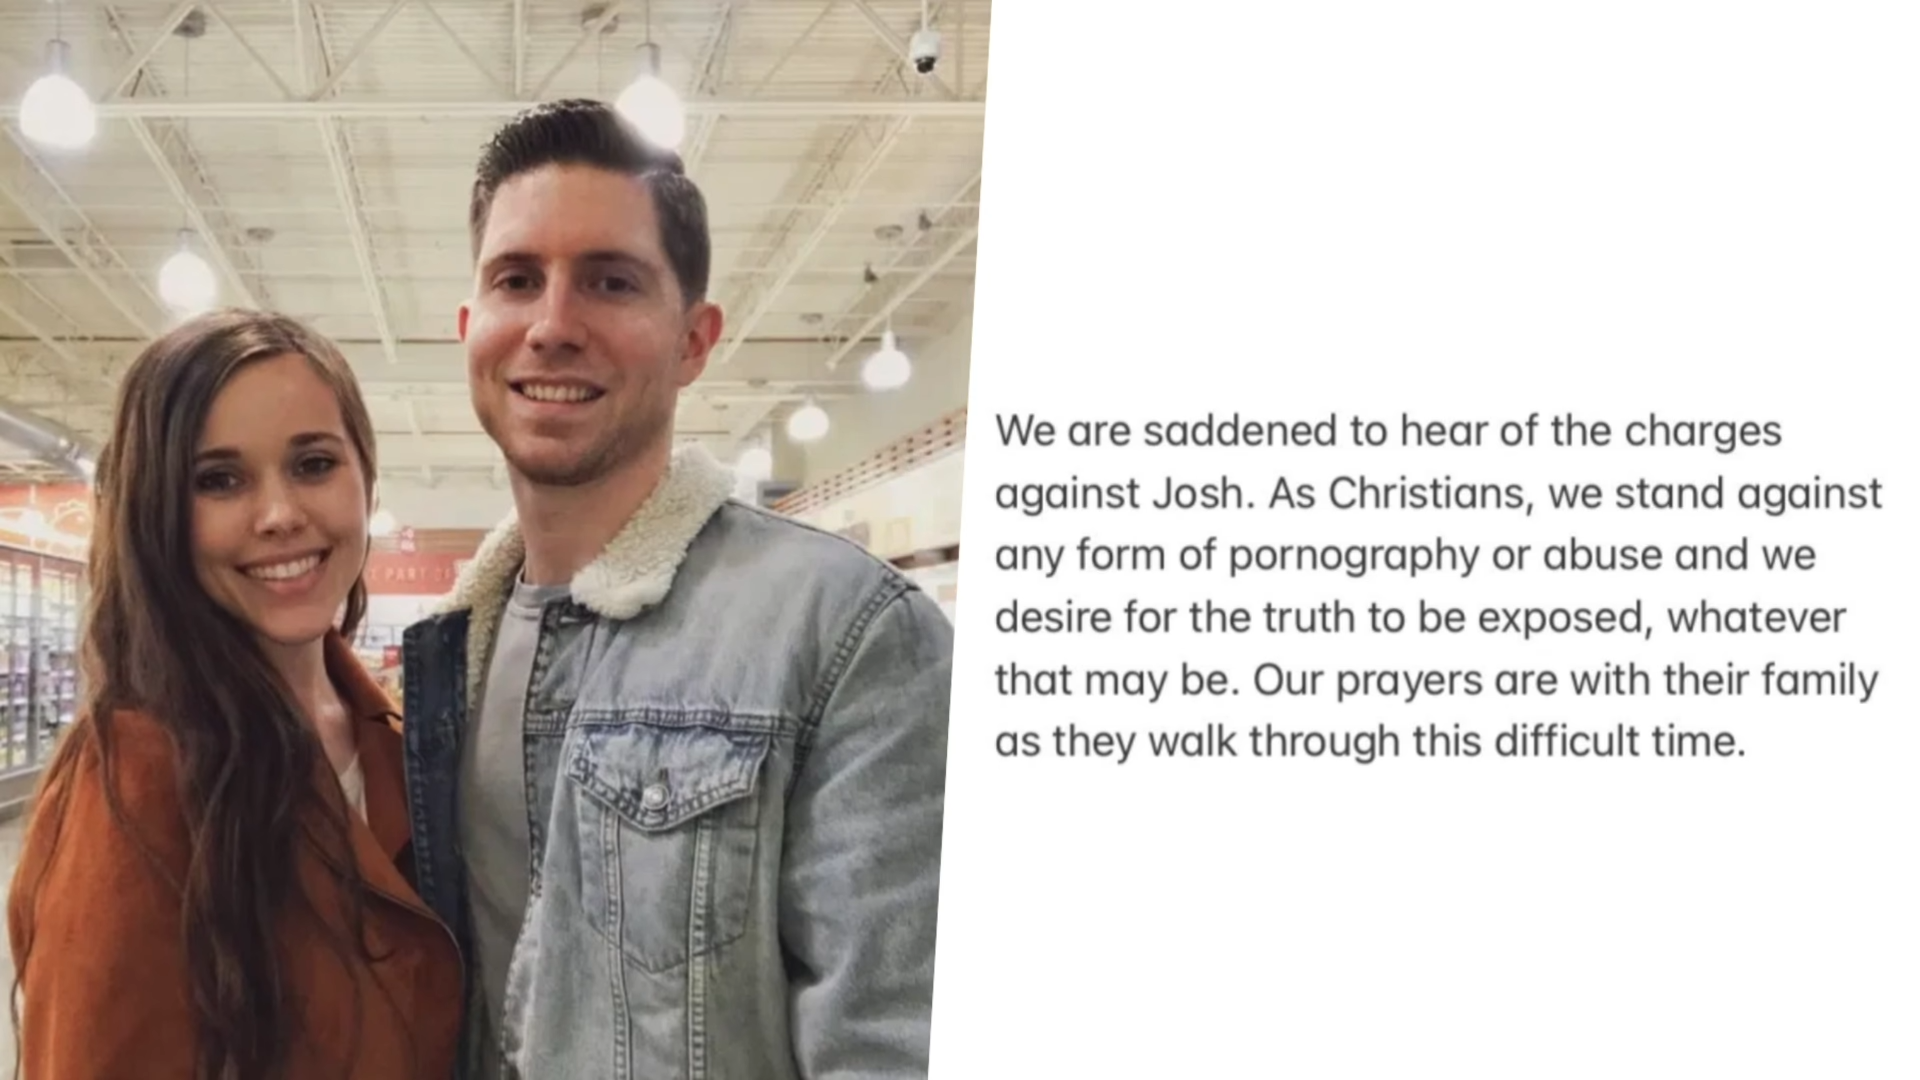 We are saddened to hear of the charges
against Josh. As Christians, we stand against
any form of pornography or abuse and we
desire for the truth to be exposed, whatever
that may be. Our prayers are with their family
as they walk through this difficult time.
PART OF